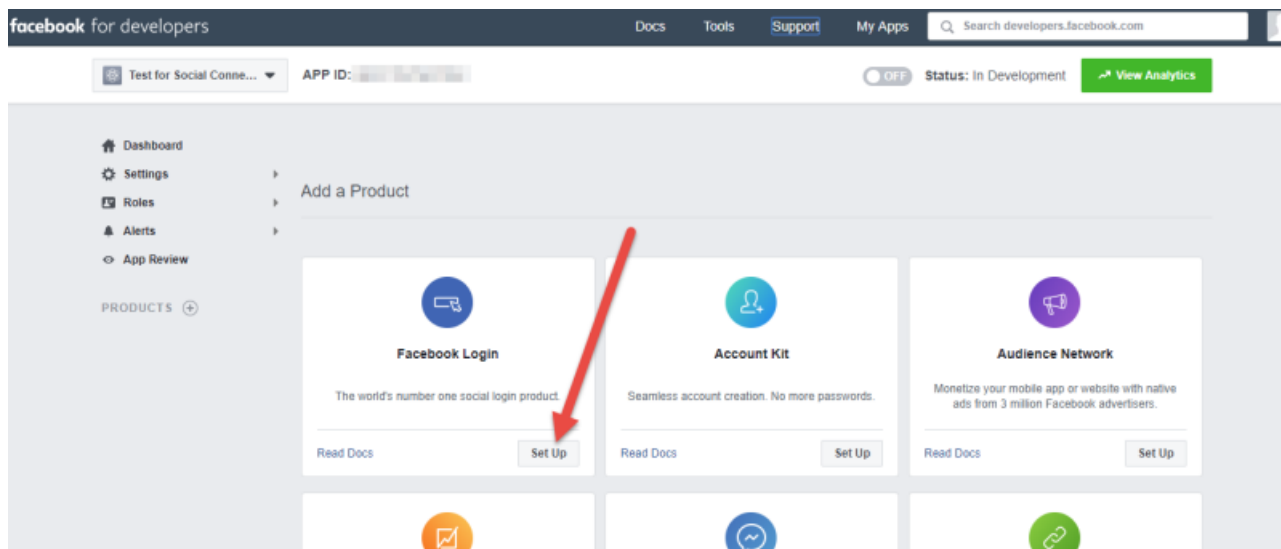 facebook for developers
Docs Tools Support My Apps Search developers.facebook.com
Test for Social Conne... APP ID: OFF Status: In Development View Analytics
Dashboard
Settings
Roles
Alerts
App Review
PRODUCTS
Add a Product
Facebook Login
The world's number one social login product.
Read Docs Set Up
Account Kit
Seamless account creation. No more passwords.
Read Docs Set Up
Audience Network
Monetize your mobile app or website with native
ads from 3 million Facebook advertisers.
Read Docs Set Up